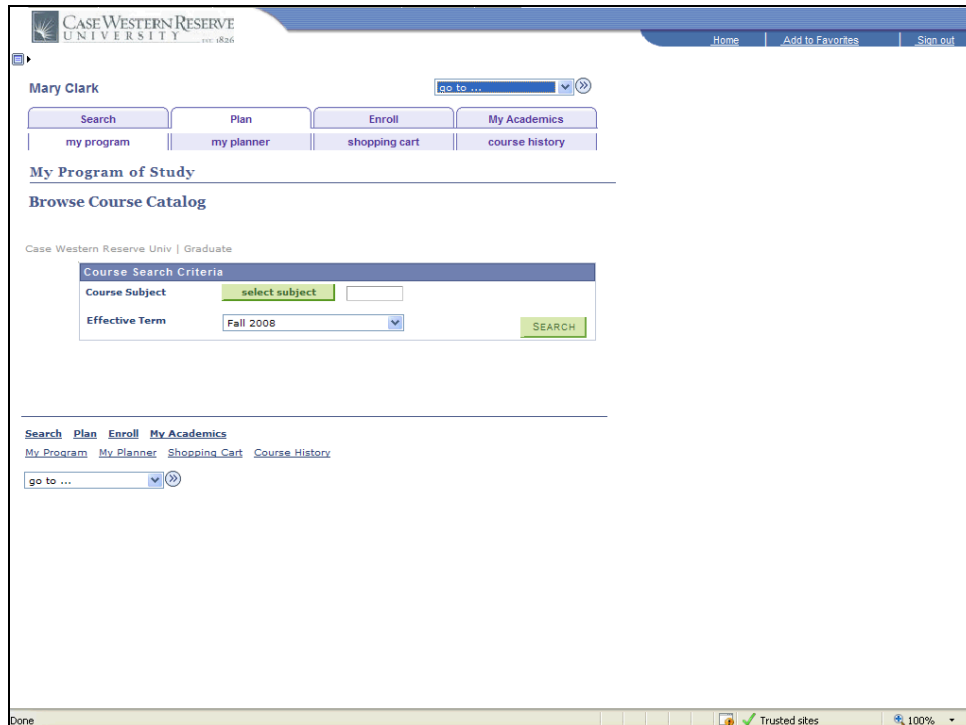 CASE WESTERN RESERVE
UNIVERSITY EST. 1826
Home Add to Favorites Sign out
Mary Clark
go to ...
Search Plan Enroll My Academics
my program my planner shopping cart course history
My Program of Study
Browse Course Catalog
Case Western Reserve Univ | Graduate
Course Search Criteria
Course Subject select subject
Effective Term Fall 2008
SEARCH
Search Plan Enroll My Academics
My Program My Planner Shopping Cart Course History
go to ...
Done Trusted sites 100%